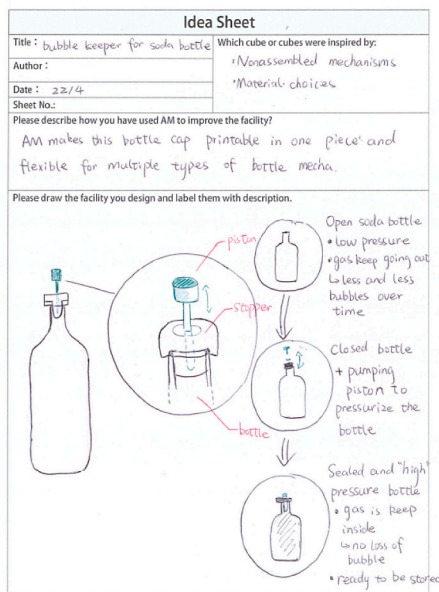 Idea Sheet
Title : bubble keeper for soda bottle
Which cube or cubes were inspired by:
• Nonassembled mechanisms
• Material choices
Author :
Date : 22/4
Sheet No.:
Please describe how you have used AM to improve the facility?
AM makes this bottle cap printable in one piece and
flexible for multiple types of bottle mecha.
Please draw the facility you design and label them with description.
piston
stopper
bottle
Open soda bottle
• low pressure
• gas keep going out
↳ less and less
bubbles over
time
Closed bottle
+ pumping
piston to
pressurize the
bottle
Sealed and "high"
pressure bottle
• gas is keep
inside
↳ no loss of
bubble
• ready to be stored